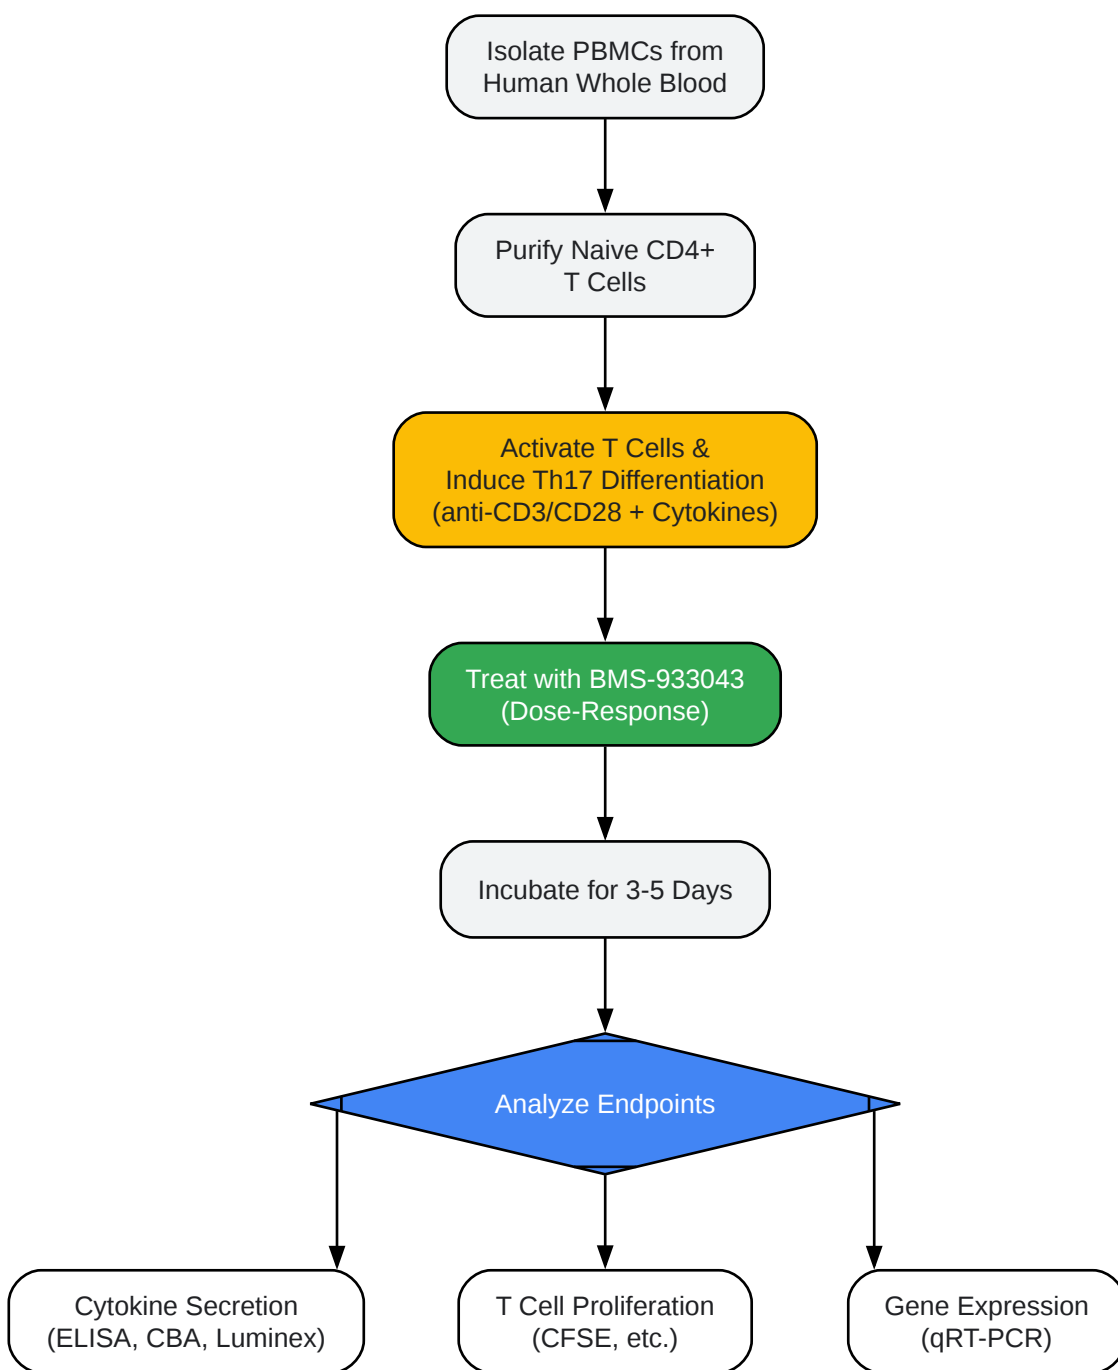 Isolate PBMCs from
Human Whole Blood
Purify Naive CD4+
T Cells
Activate T Cells &
Induce Th17 Differentiation
(anti-CD3/CD28 + Cytokines)
Treat with BMS-933043
(Dose-Response)
Incubate for 3-5 Days
Analyze Endpoints
Cytokine Secretion
(ELISA, CBA, Luminex)
T Cell Proliferation
(CFSE, etc.)
Gene Expression
(qRT-PCR)